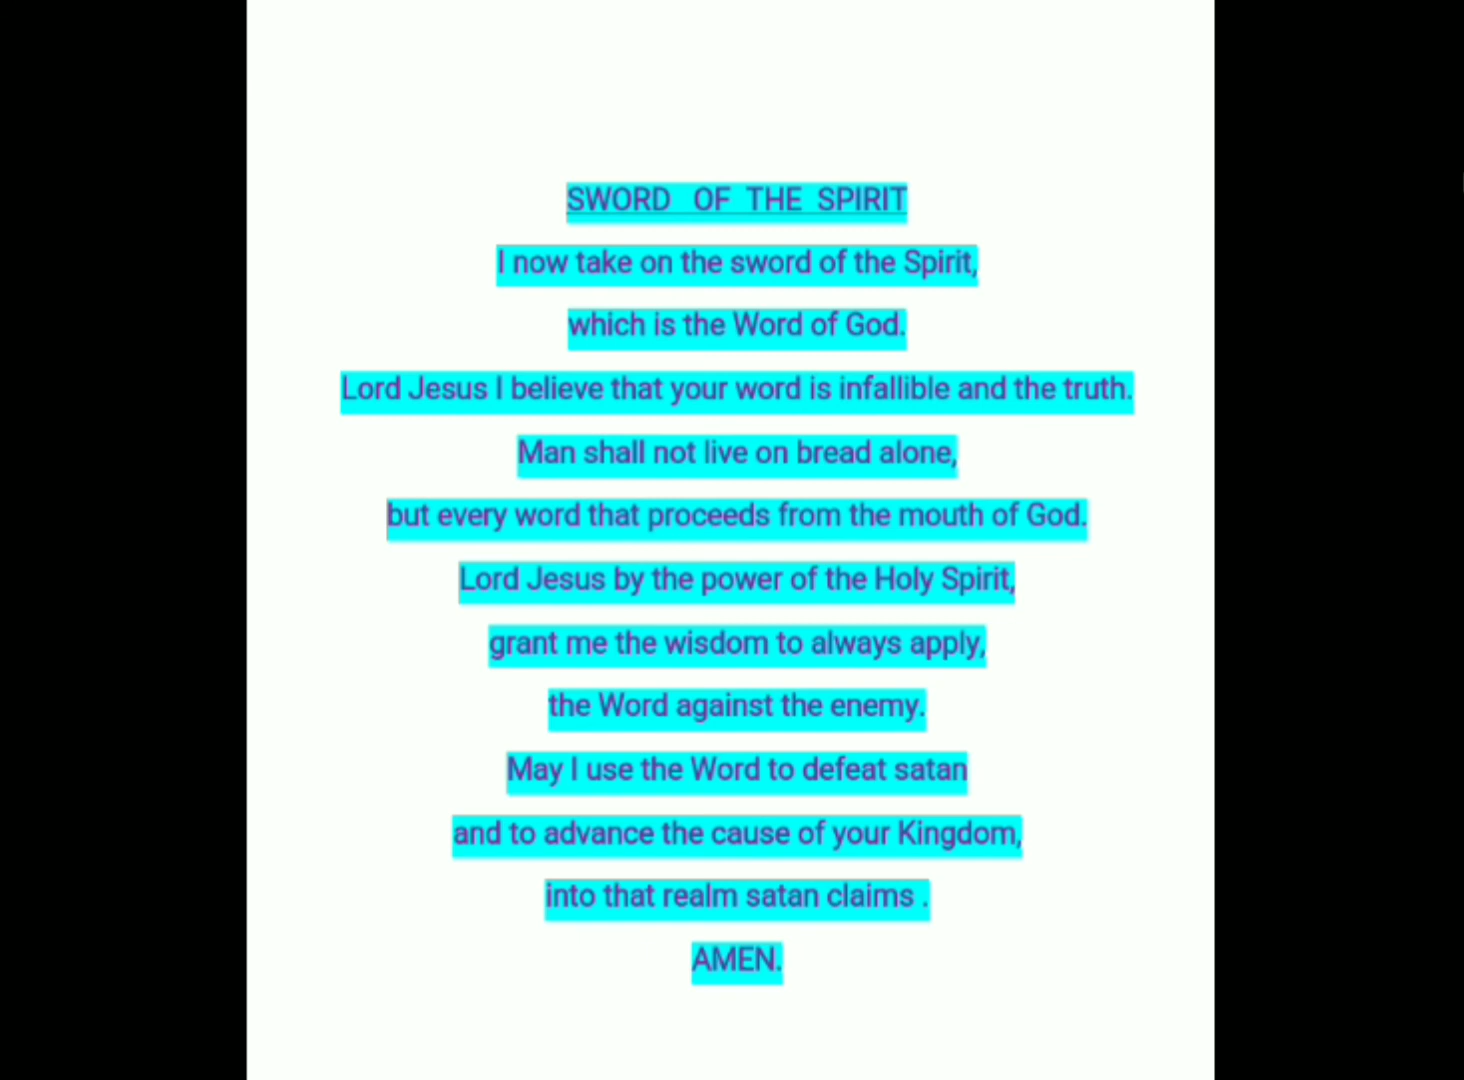 SWORD OF THE SPIRIT
I now take on the sword of the Spirit,
which is the Word of God.
Lord Jesus I believe that your word is infallible and the truth.
Man shall not live on bread alone,
but every word that proceeds from the mouth of God.
Lord Jesus by the power of the Holy Spirit,
grant me the wisdom to always apply,
the Word against the enemy.
May I use the Word to defeat satan
and to advance the cause of your Kingdom,
into that realm satan claims .
AMEN.